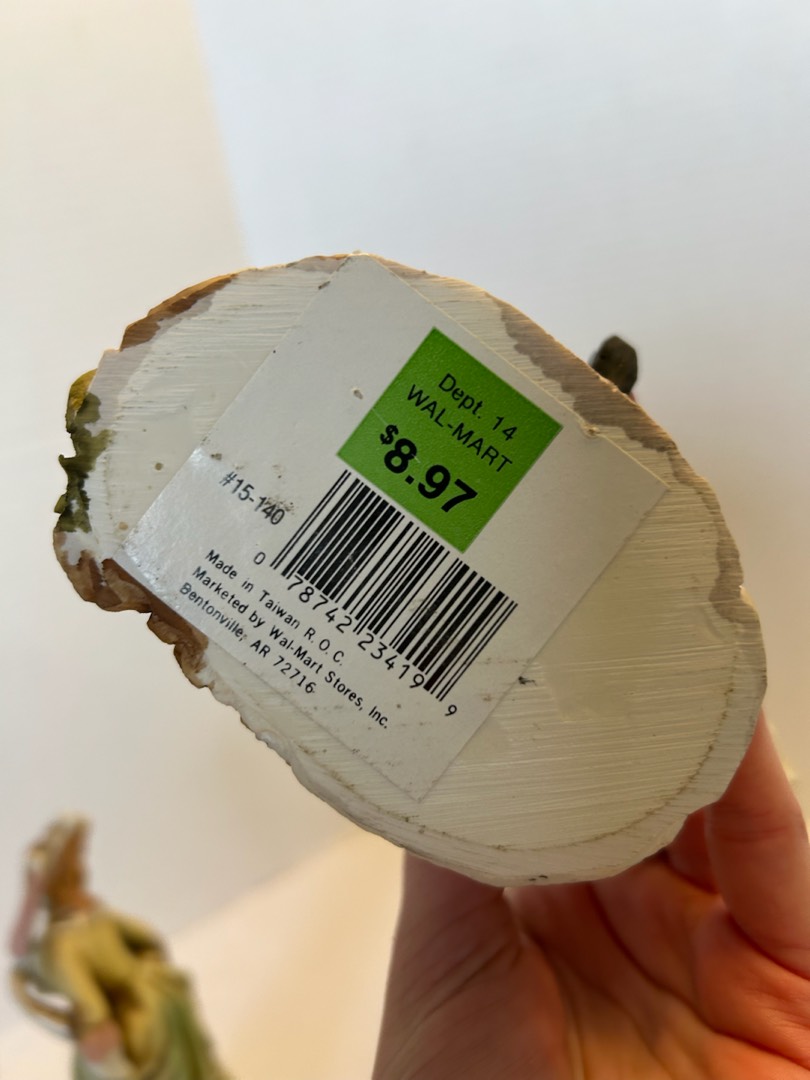 Dept. 14
WAL-MART
$8.97
#15-140
0 78742 23419 9
Made in Taiwan R. O. C.
Marketed by Wal-Mart Stores, Inc.
Bentonville, AR 72716